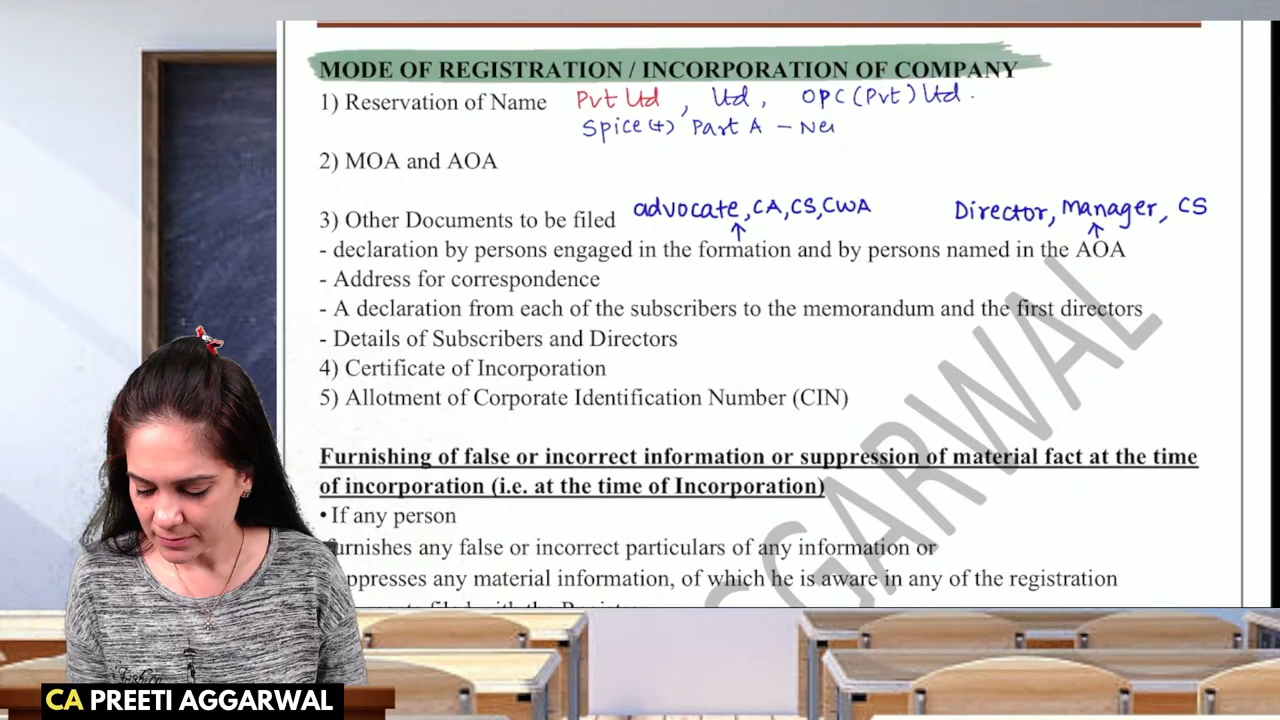 MODE OF REGISTRATION / INCORPORATION OF COMPANY
1) Reservation of Name Pvt Ltd, Ltd, OPC (Pvt) Ltd.
Spice (+) Part A - Ne
2) MOA and AOA
advocate, CA, CS, CWA Director, Manager, CS
3) Other Documents to be filed
- declaration by persons engaged in the formation and by persons named in the AOA
- Address for correspondence
- A declaration from each of the subscribers to the memorandum and the first directors
- Details of Subscribers and Directors
4) Certificate of Incorporation
5) Allotment of Corporate Identification Number (CIN)
Furnishing of false or incorrect information or suppression of material fact at the time
of incorporation (i.e. at the time of Incorporation)
• If any person
furnishes any false or incorrect particulars of any information or
suppresses any material information, of which he is aware in any of the registration
GGARWAL
CA PREETI AGGARWAL